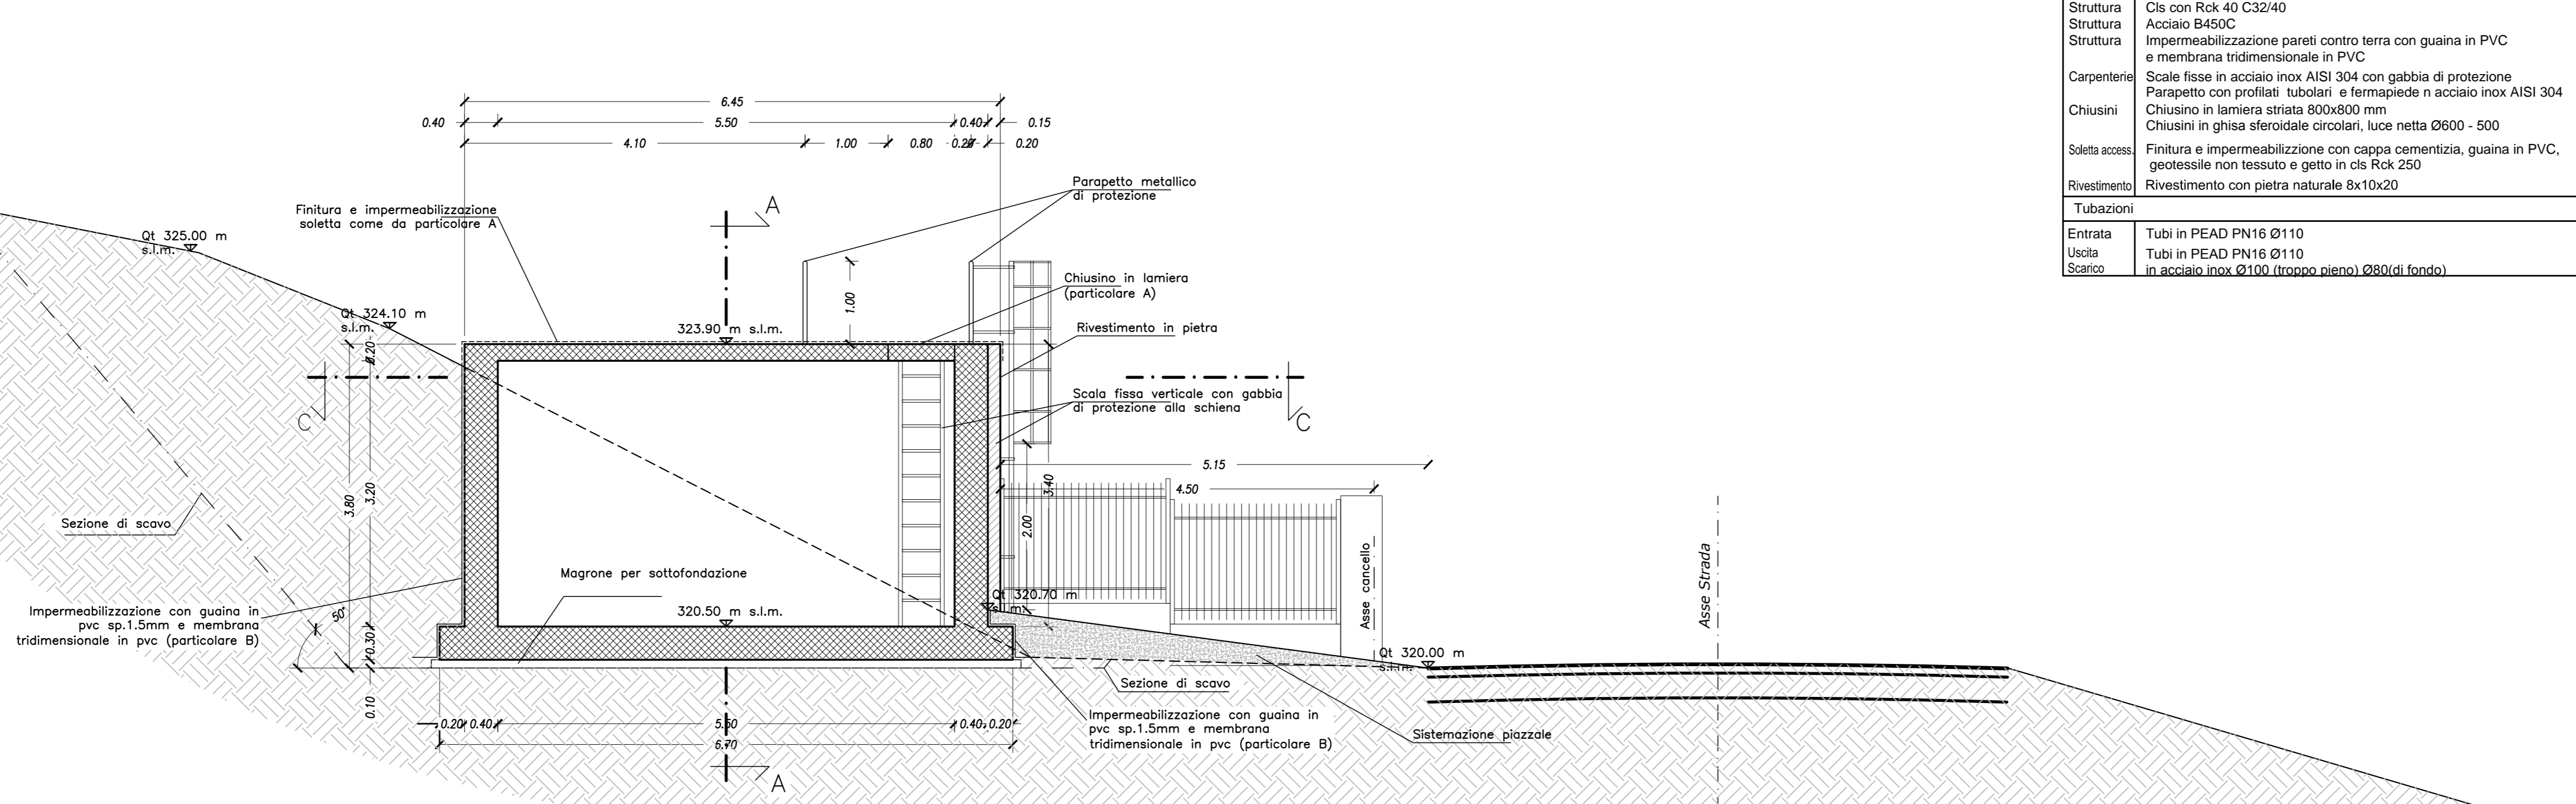 Struttura Cls con Rck 40 C32/40
Struttura Acciaio B450C
Struttura Impermeabilizzazione pareti contro terra con guaina in PVC
e membrana tridimensionale in PVC
Carpenterie Scale fisse in acciaio inox AISI 304 con gabbia di protezione
Parapetto con profilati tubolari e fermapiede n acciaio inox AISI 304
Chiusini Chiusino in lamiera striata 800x800 mm
Chiusini in ghisa sferoidale circolari, luce netta Ø600 - 500
Soletta access. Finitura e impermeabilizzione con cappa cementizia, guaina in PVC,
geotessile non tessuto e getto in cls Rck 250
Rivestimento Rivestimento con pietra naturale 8x10x20
Tubazioni
Entrata Tubi in PEAD PN16 Ø110
Uscita Tubi in PEAD PN16 Ø110
Scarico in acciaio inox Ø100 (troppo pieno) Ø80(di fondo)
6.45
0.40 5.50 0.40 0.15
4.10 1.00 0.80 0.20 0.20
Parapetto metallico
di protezione
A
Finitura e impermeabilizzazione
soletta come da particolare A
Qt 325.00 m
s.l.m.
Chiusino in lamiera
(particolare A)
1.00
Qt 324.10 m
s.l.m.
323.90 m s.l.m.
Rivestimento in pietra
0.20
Scala fissa verticale con gabbia
di protezione alla schiena
C
C
5.15
4.50
3.40
3.80
3.20
2.00
Sezione di scavo
Asse cancello
Asse Strada
Magrone per sottofondazione
Qt 320.70 m
s.l.m.
320.50 m s.l.m.
Impermeabilizzazione con guaina in
pvc sp.1.5mm e membrana
tridimensionale in pvc (particolare B)
50°
0.30
Qt 320.00 m
s.l.m.
Sezione di scavo
0.10
0.20 0.40 5.50 0.40 0.20
6.70
Impermeabilizzazione con guaina in
pvc sp.1.5mm e membrana
tridimensionale in pvc (particolare B)
Sistemazione piazzale
A